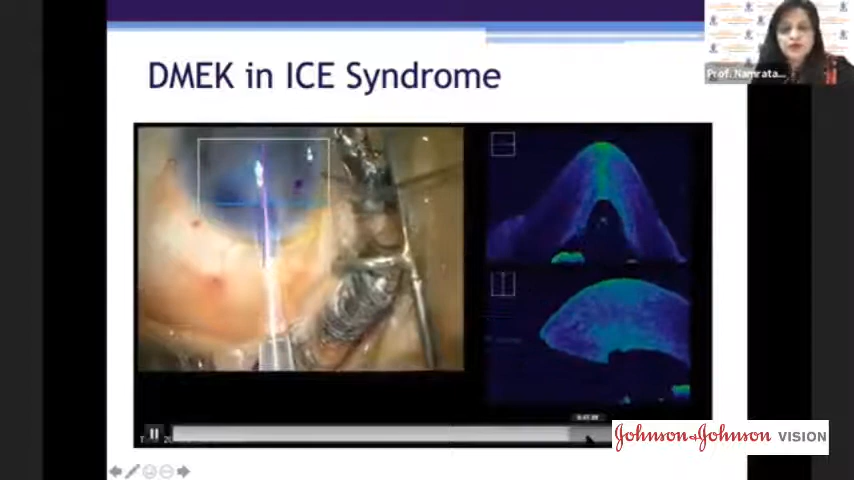 DMEK in ICE Syndrome
Prof. Namrata...
Johnson & Johnson VISION